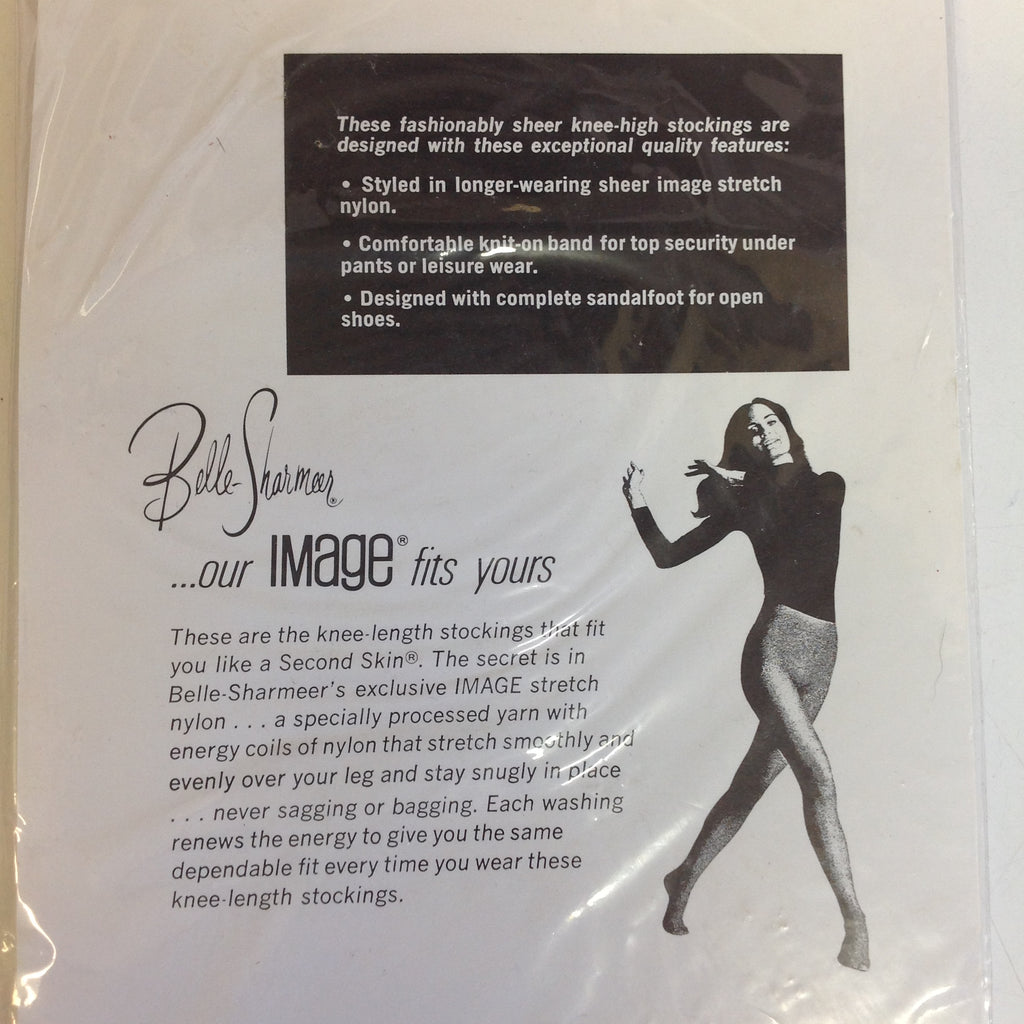 These fashionably sheer knee-high stockings are
designed with these exceptional quality features:
• Styled in longer-wearing sheer image stretch
nylon.
• Comfortable knit-on band for top security under
pants or leisure wear.
• Designed with complete sandalfoot for open
shoes.
Belle-Sharmeer®
...our IMage® fits yours
These are the knee-length stockings that fit
you like a Second Skin®. The secret is in
Belle-Sharmeer's exclusive IMAGE stretch
nylon . . . a specially processed yarn with
energy coils of nylon that stretch smoothly and
evenly over your leg and stay snugly in place
. . . never sagging or bagging. Each washing
renews the energy to give you the same
dependable fit every time you wear these
knee-length stockings.